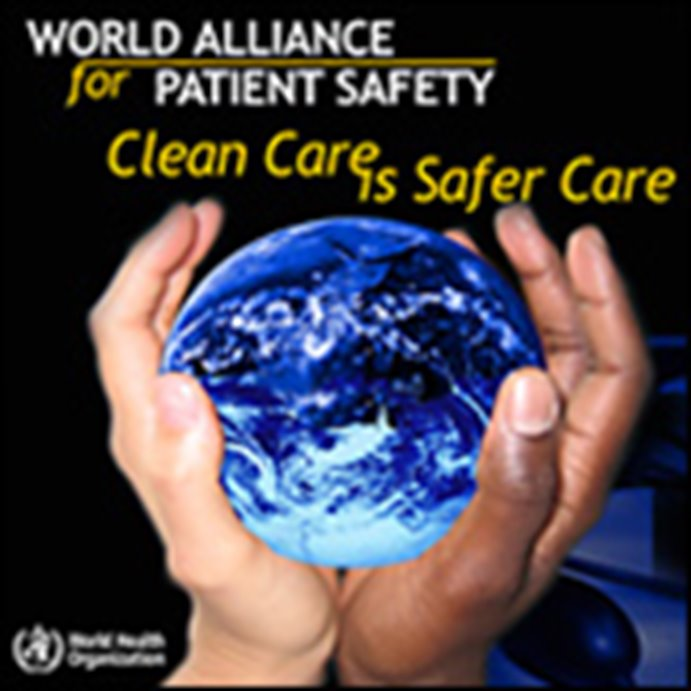 WORLD ALLIANCE
for PATIENT SAFETY
Clean Care is Safer Care
World Health
Organization